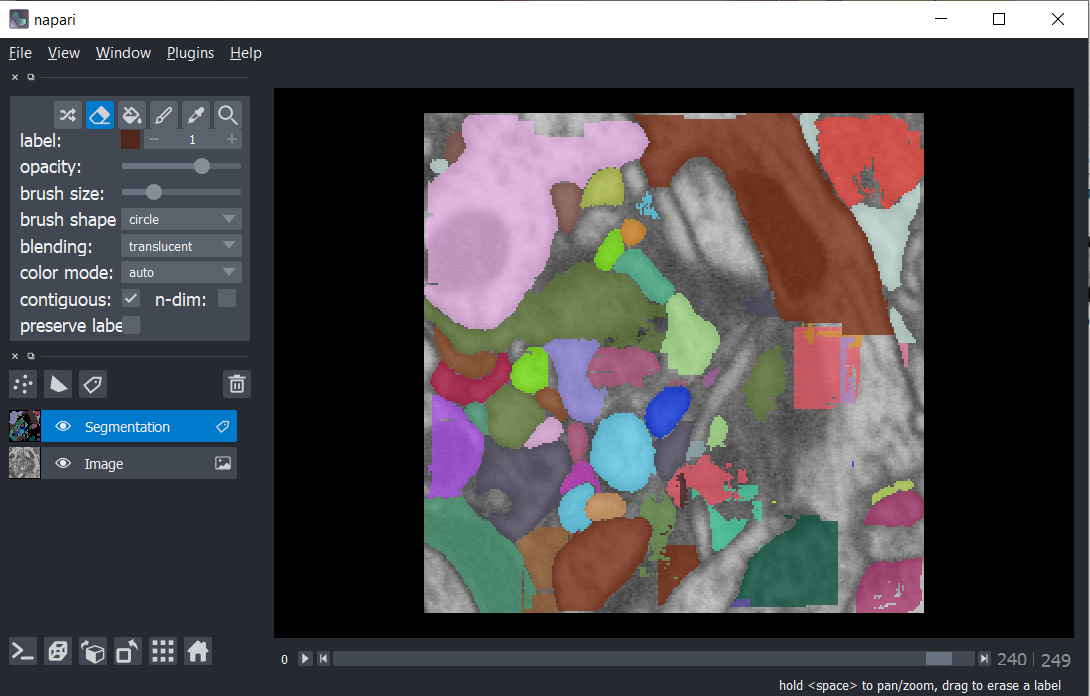 napari
File View Window Plugins Help
label: 1
opacity:
brush size:
brush shape circle
blending: translucent
color mode: auto
contiguous: n-dim:
preserve labe
Segmentation
Image
0 240 249
hold <space> to pan/zoom, drag to erase a label